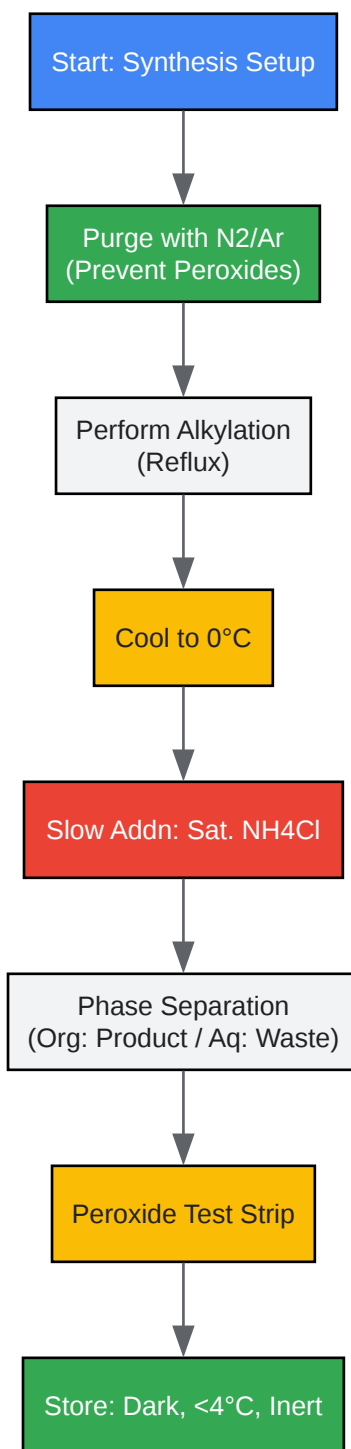 Start: Synthesis Setup
Purge with N2/Ar
(Prevent Peroxides)
Perform Alkylation
(Reflux)
Cool to 0°C
Slow Addn: Sat. NH4Cl
Phase Separation
(Org: Product / Aq: Waste)
Peroxide Test Strip
Store: Dark, <4°C, Inert